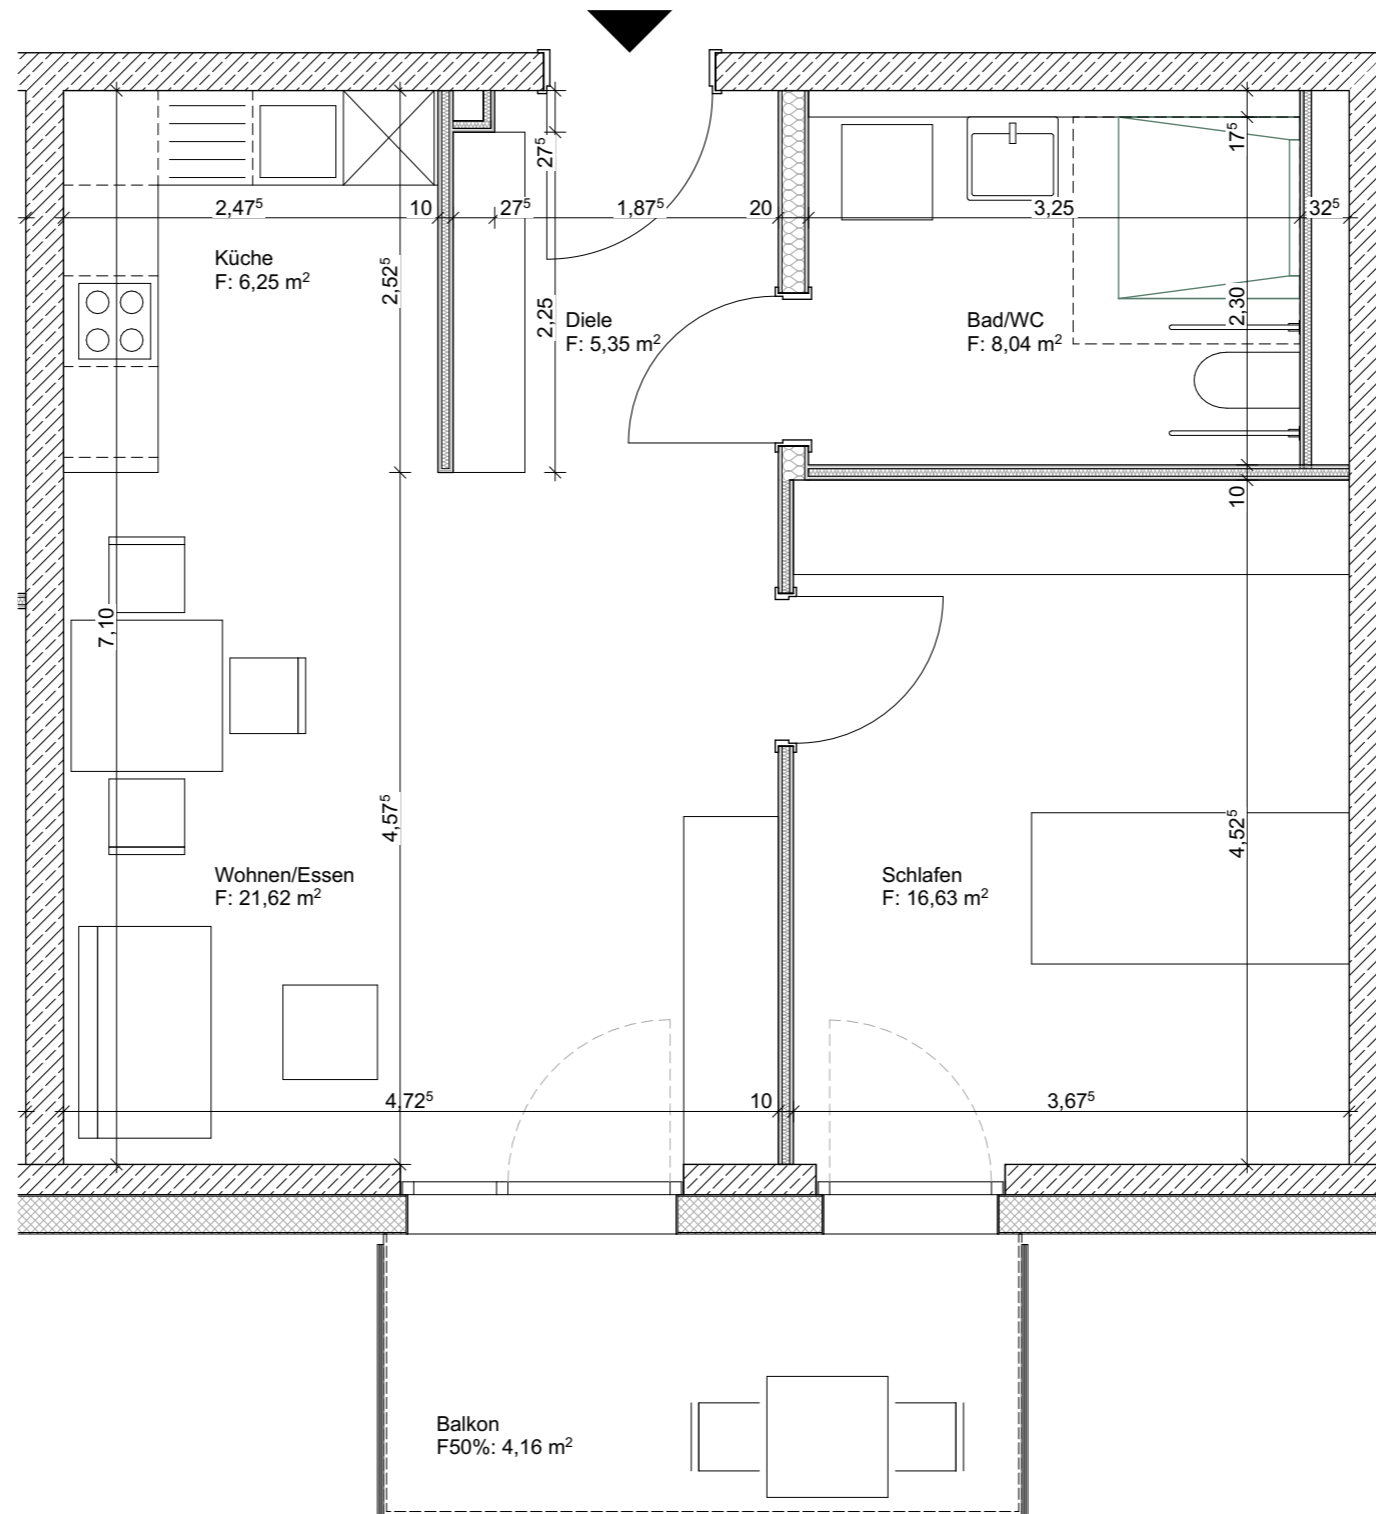 27⁵
17⁵
2,47⁵
10
27⁵
1,87⁵
20
3,25
32⁵
Küche
F: 6,25 m²
2,52⁵
2,25
Diele
F: 5,35 m²
Bad/WC
F: 8,04 m²
2,30
10
7,10
4,57⁵
4,52⁵
Wohnen/Essen
F: 21,62 m²
Schlafen
F: 16,63 m²
4,72⁵
10
3,67⁵
Balkon
F50%: 4,16 m²